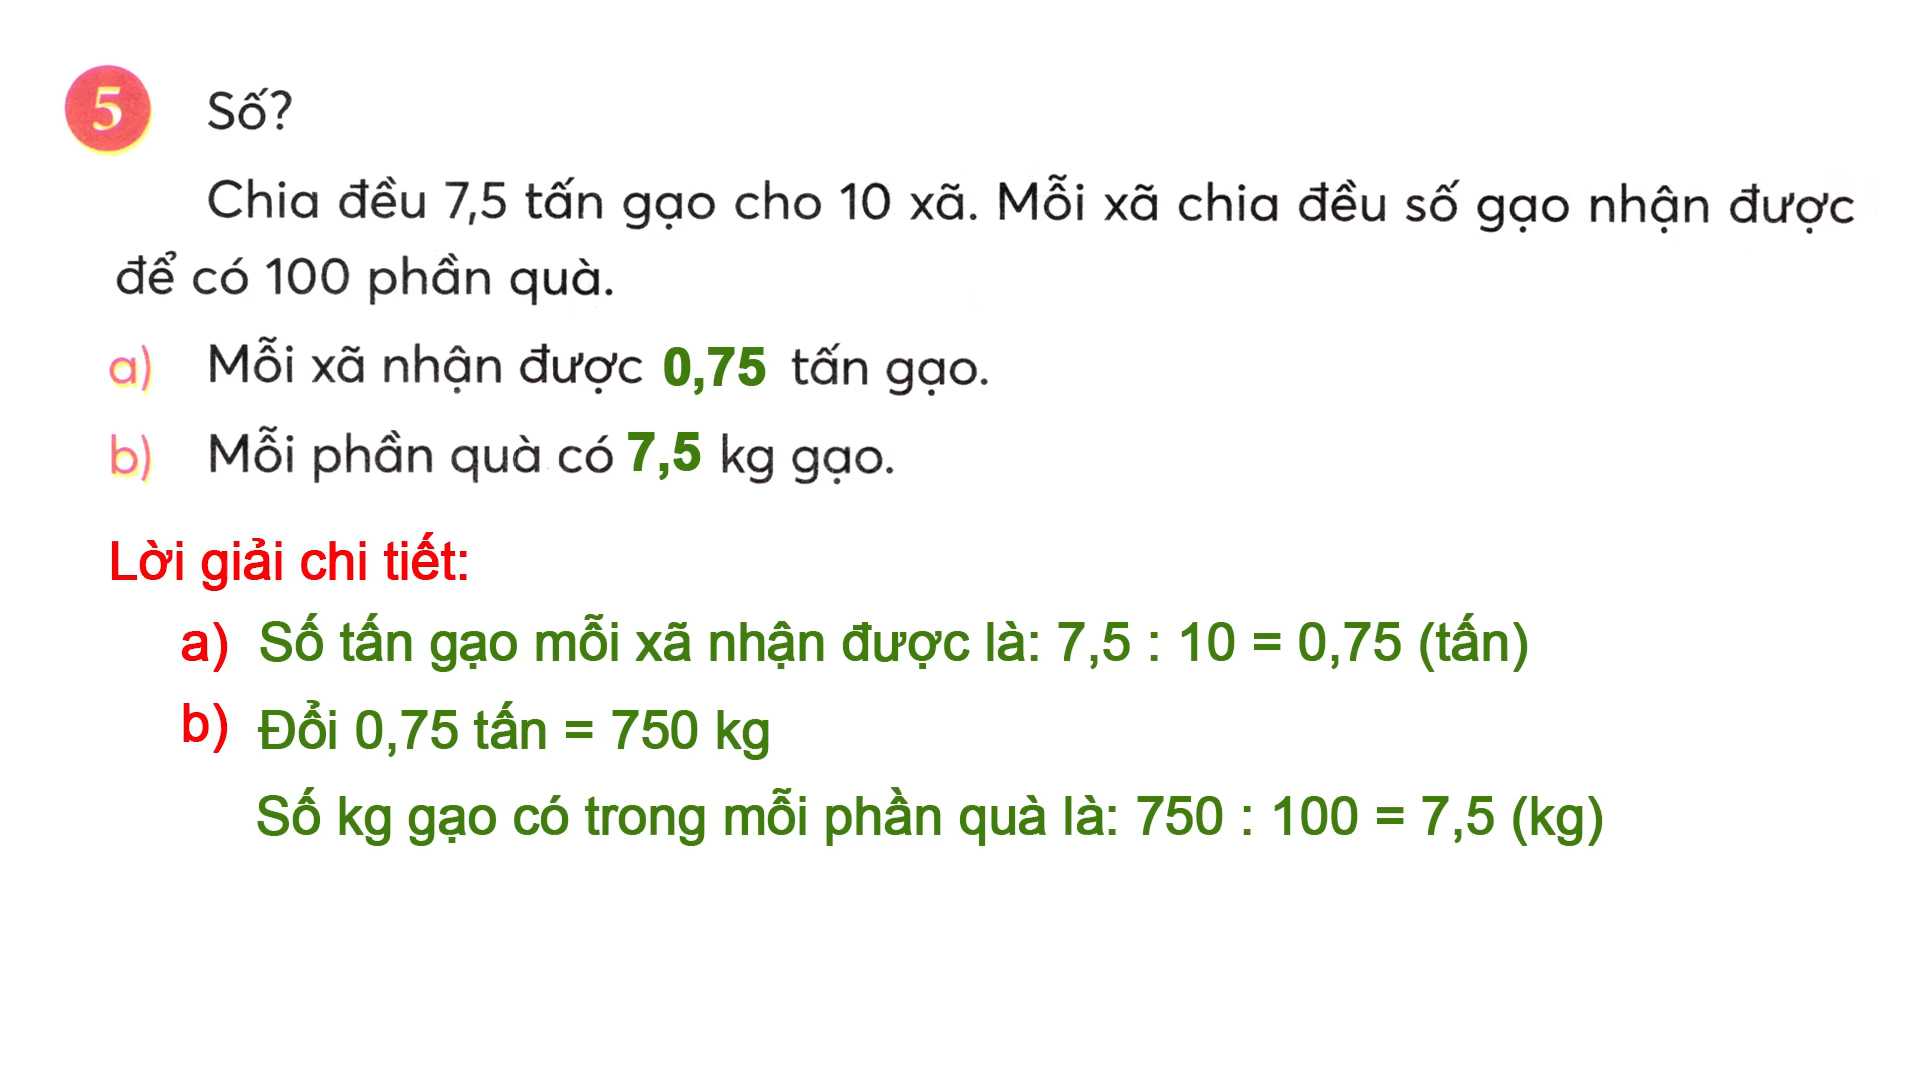 5 Số?
Chia đều 7,5 tấn gạo cho 10 xã. Mỗi xã chia đều số gạo nhận được
để có 100 phần quà.
a) Mỗi xã nhận được 0,75 tấn gạo.
b) Mỗi phần quà có 7,5 kg gạo.
Lời giải chi tiết:
a) Số tấn gạo mỗi xã nhận được là: 7,5 : 10 = 0,75 (tấn)
b) Đổi 0,75 tấn = 750 kg
Số kg gạo có trong mỗi phần quà là: 750 : 100 = 7,5 (kg)